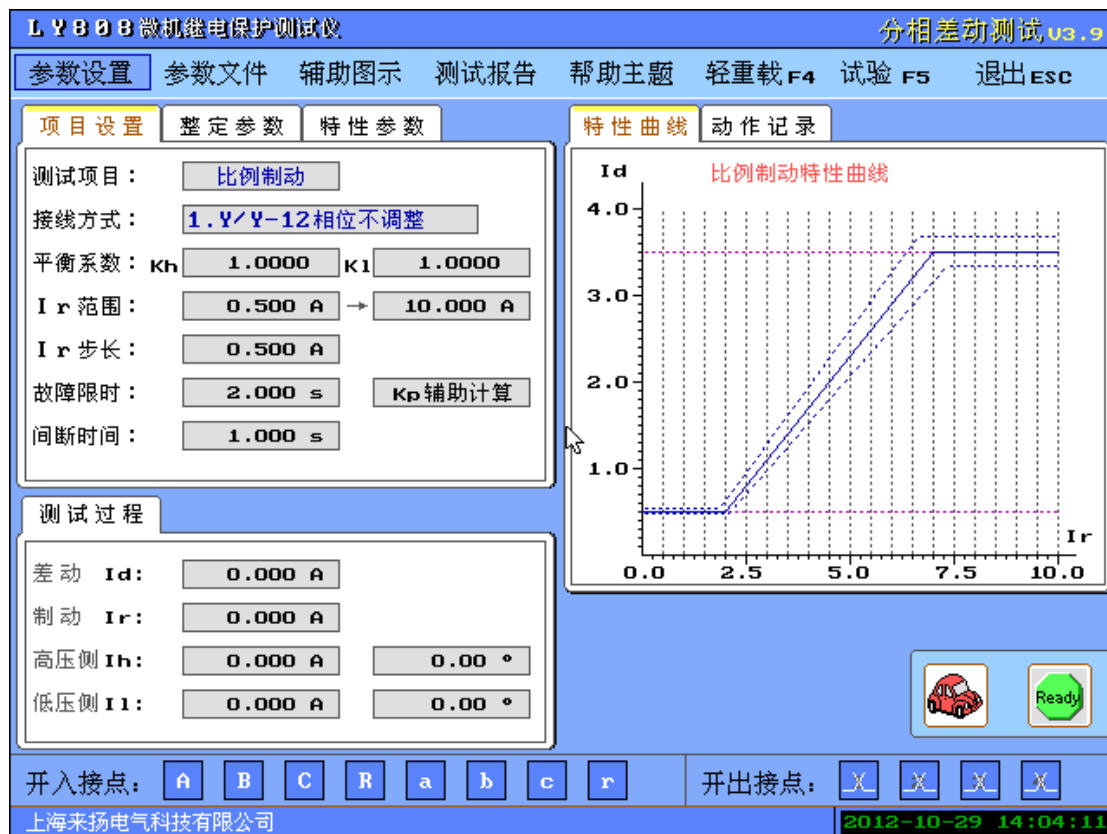 LY808微机继电保护测试仪 分相差动测试,V3.9
参数设置 参数文件 辅助图示 测试报告 帮助主题 轻重载F4 试验 F5 退出ESC
项目设置 整定参数 特性参数
测试项目： 比例制动
接线方式： 1.Y/Y-12相位不调整
平衡系数：Kh 1.0000 Kl 1.0000
Ir范围： 0.500 A → 10.000 A
Ir步长： 0.500 A
故障限时： 2.000 s Kp辅助计算
间断时间： 1.000 s
特性曲线 动作记录
Id 比例制动特性曲线
4.0
3.0
2.0
1.0
Ir
0.0 2.5 5.0 7.5 10.0
测试过程
差动 Id: 0.000 A
制动 Ir: 0.000 A
高压侧Ih: 0.000 A 0.00 °
低压侧Il: 0.000 A 0.00 °
Ready
开入接点： A B C R a b c r 开出接点： X X X X
上海来扬电气科技有限公司 2012-10-29 14:04:11